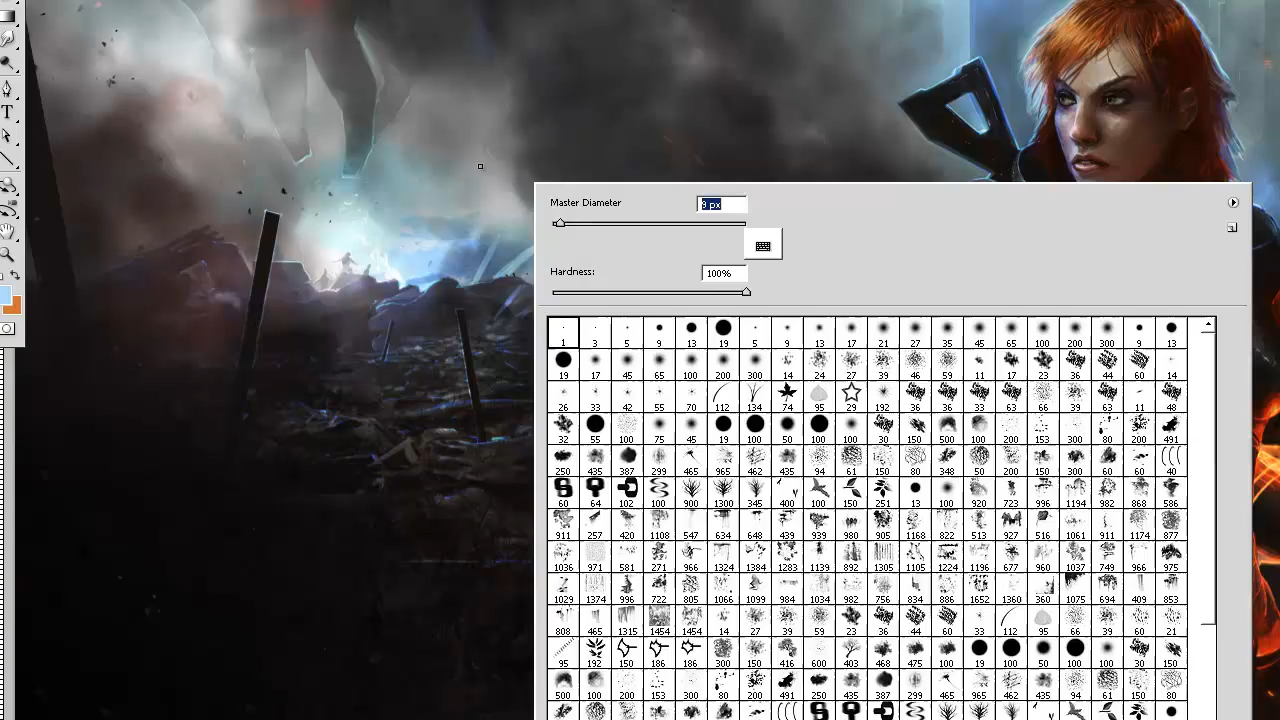 T
Master Diameter 3 px
Hardness: 100%
1 3 5 9 13 19 5 9 13 17 21 27 35 45 65 100 200 300 9 13
19 17 45 65 100 200 300 14 24 27 39 46 59 11 17 23 36 44 60 14
26 33 42 55 70 112 134 74 95 29 192 36 36 33 63 66 39 63 11 48
32 55 100 75 45 19 100 50 100 100 30 150 500 100 200 153 300 80 200 491
250 435 387 299 465 965 462 435 94 61 150 80 348 50 200 150 300 60 60 40
60 64 102 100 900 1300 345 400 100 150 251 13 100 920 723 996 1194 982 868 586
911 257 420 1108 547 634 648 439 939 980 905 1168 822 513 927 516 1061 911 1174 877
1036 971 581 271 966 1324 1384 1283 1139 892 1305 1105 1224 1196 677 960 1037 749 966 975
1029 1374 996 722 805 1066 1099 984 1034 982 756 834 886 1652 1360 360 1075 694 409 853
808 465 1315 1454 1454 14 27 39 59 23 36 44 60 33 112 95 66 39 60 21
95 192 150 186 186 300 150 416 600 403 468 475 100 19 100 50 100 100 30 150
500 100 200 153 300 80 200 491 250 435 387 299 465 965 462 435 94 61 150 80